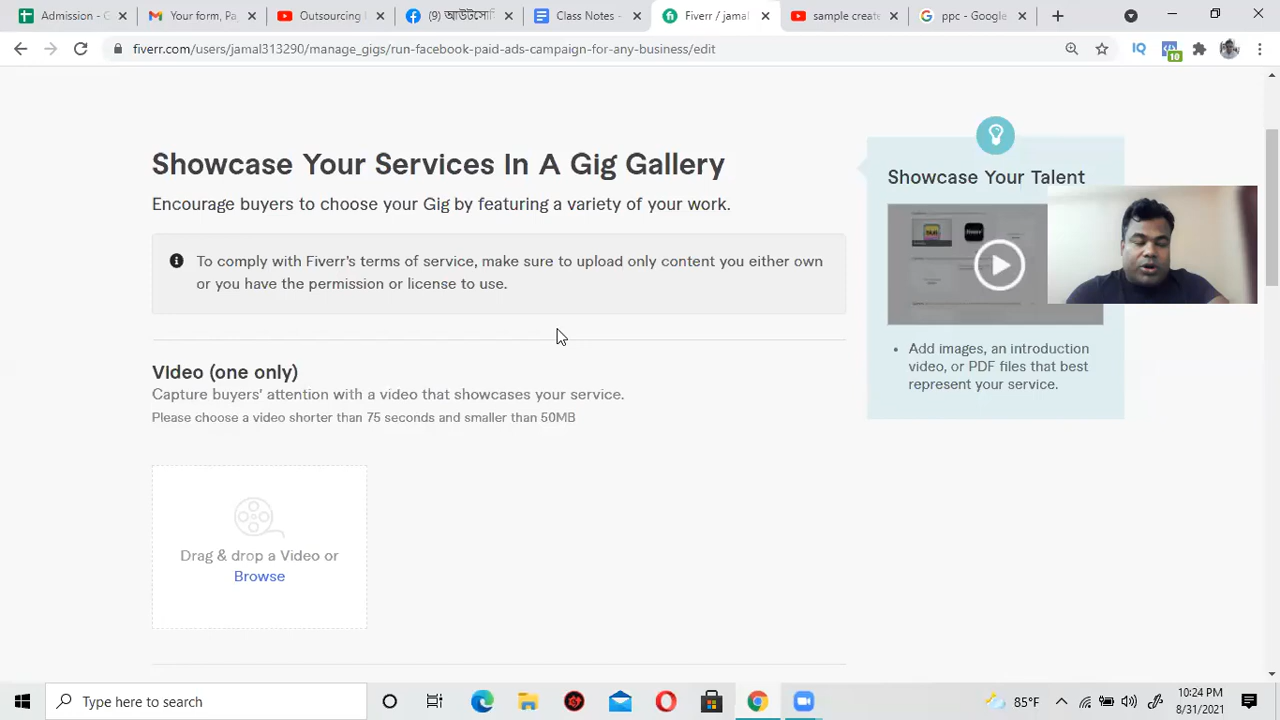 Admission - C
Your form, Pa
Outsourcing
Class Notes -
Fiverr / jamal
sample create
ppc - Google
fiverr.com/users/jamal313290/manage_gigs/run-facebook-paid-ads-campaign-for-any-business/edit
IQ
10
Showcase Your Services In A Gig Gallery
Encourage buyers to choose your Gig by featuring a variety of your work.
To comply with Fiverr's terms of service, make sure to upload only content you either own
or you have the permission or license to use.
Video (one only)
Capture buyers' attention with a video that showcases your service.
Please choose a video shorter than 75 seconds and smaller than 50MB
Drag & drop a Video or
Browse
Showcase Your Talent
• Add images, an introduction
video, or PDF files that best
represent your service.
Type here to search
85°F
10:24 PM
8/31/2021